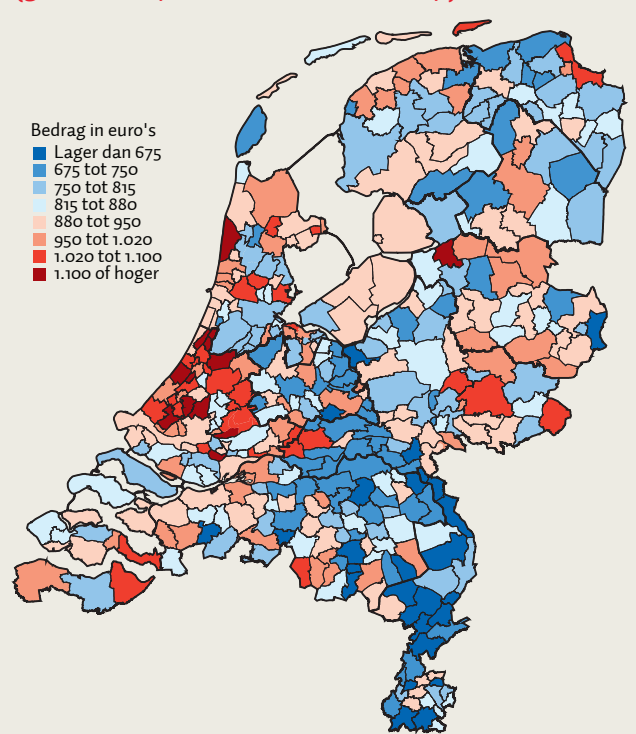 Bedrag in euro's
Lager dan 675
675 tot 750
750 tot 815
815 tot 880
880 tot 950
950 tot 1.020
1.020 tot 1.100
1.100 of hoger